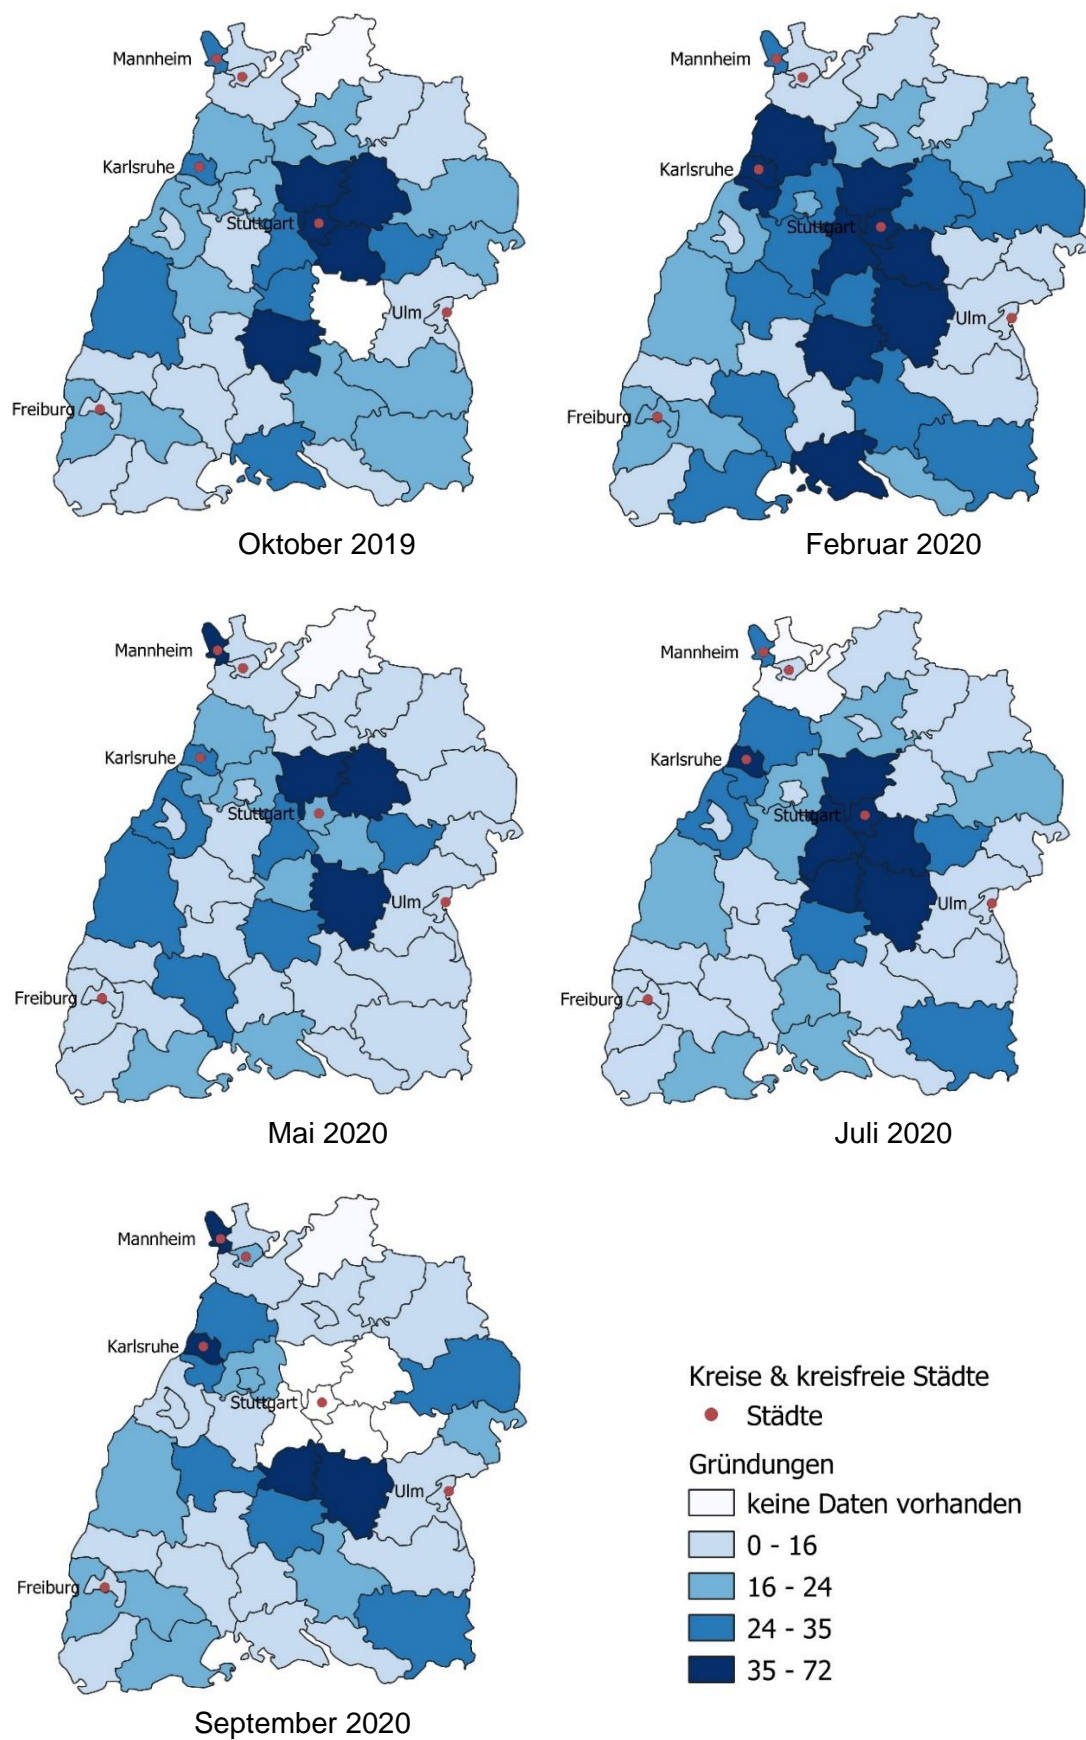 Mannheim
Karlsruhe
Stuttgart
Ulm
Freiburg
Oktober 2019
Mannheim
Karlsruhe
Stuttgart
Ulm
Freiburg
Februar 2020
Mannheim
Karlsruhe
Stuttgart
Ulm
Freiburg
Mai 2020
Mannheim
Karlsruhe
Stuttgart
Ulm
Freiburg
Juli 2020
Mannheim
Karlsruhe
Stuttgart
Ulm
Freiburg
September 2020
Kreise & kreisfreie Städte
Städte
Gründungen
keine Daten vorhanden
0 - 16
16 - 24
24 - 35
35 - 72